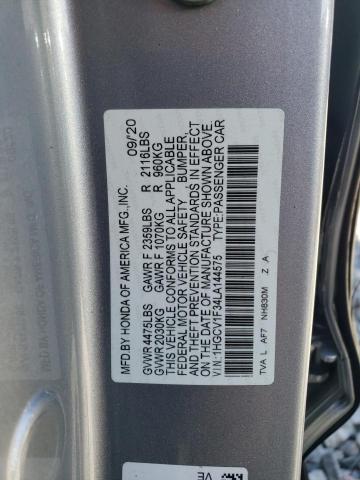 MFD.BY HONDA OF AMERICA MFG.,INC. 09/20
GVWR 4475LBS GAWR F 2359LBS R 2116LBS
GVWR 2030KG GAWR F 1070KG R 960KG
THIS VEHICLE CONFORMS TO ALL APPLICABLE
FEDERAL MOTOR VEHICLE SAFETY, BUMPER,
AND THEFT PREVENTION STANDARDS IN EFFECT
ON THE DATE OF MANUFACTURE SHOWN ABOVE.
V I N :1HGCV1F34LA144575 TYPE:PASSENGER CAR
TVA L AF7 NH830M Z .A.
VE